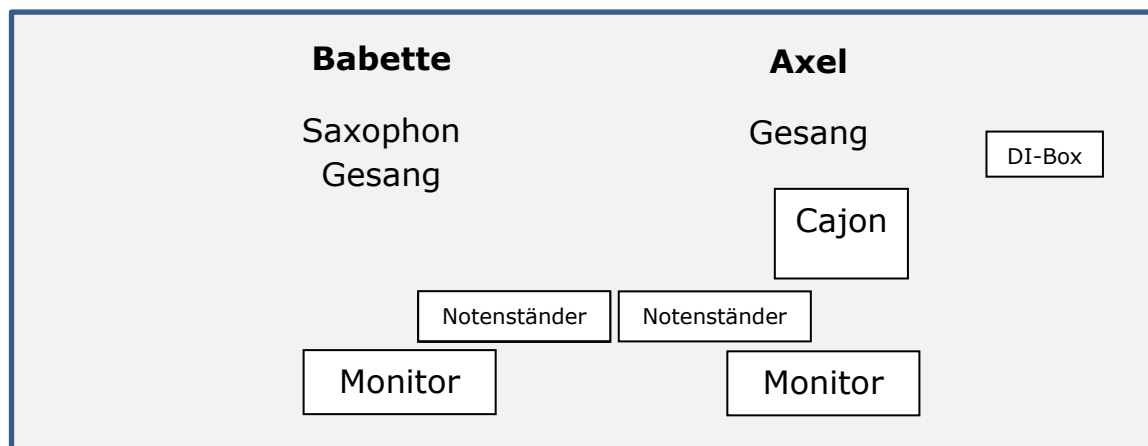 Babette
Axel
Saxophon
Gesang
Gesang
DI-Box
Cajon
Notenständer
Notenständer
Monitor
Monitor